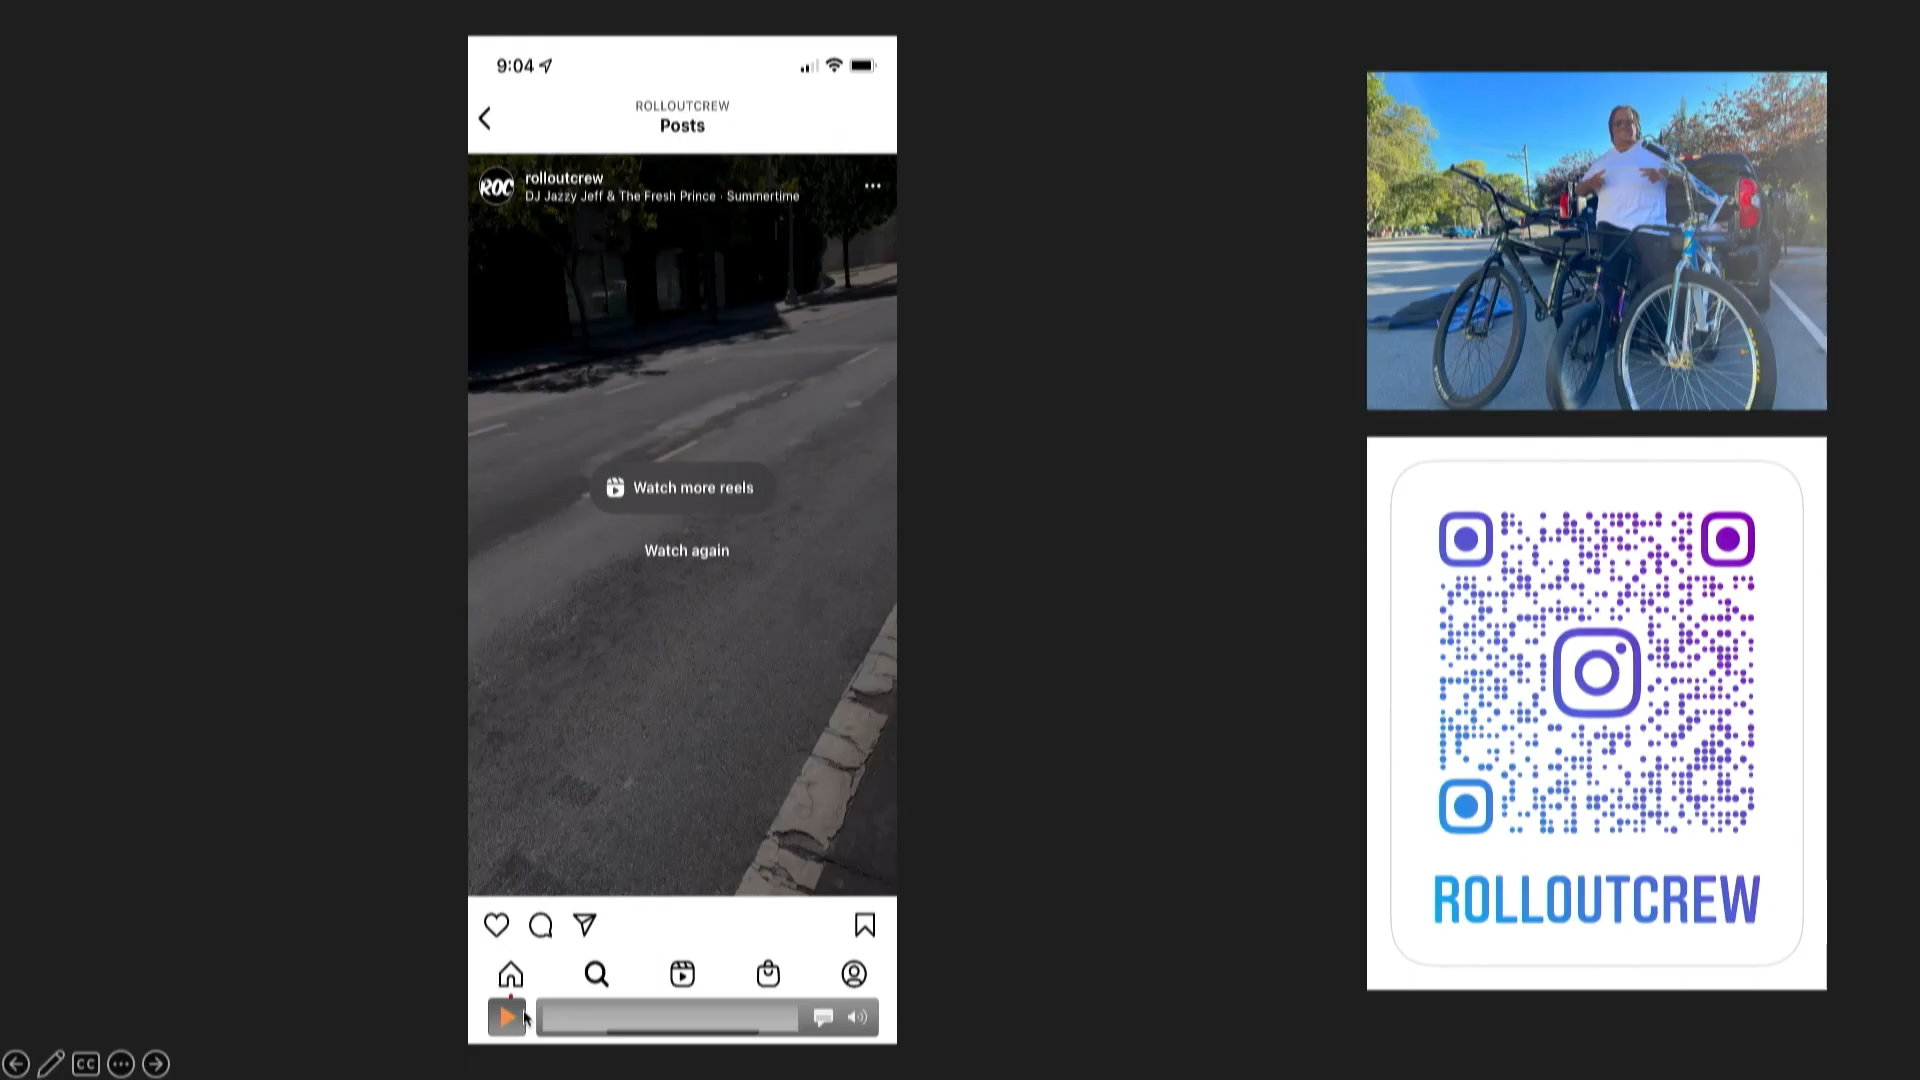 9:04
ROLLOUTCREW
Posts
ROC
rolloutcrew
DJ Jazzy Jeff & The Fresh Prince · Summertime
Watch more reels
Watch again
ROLLOUTCREW
CC